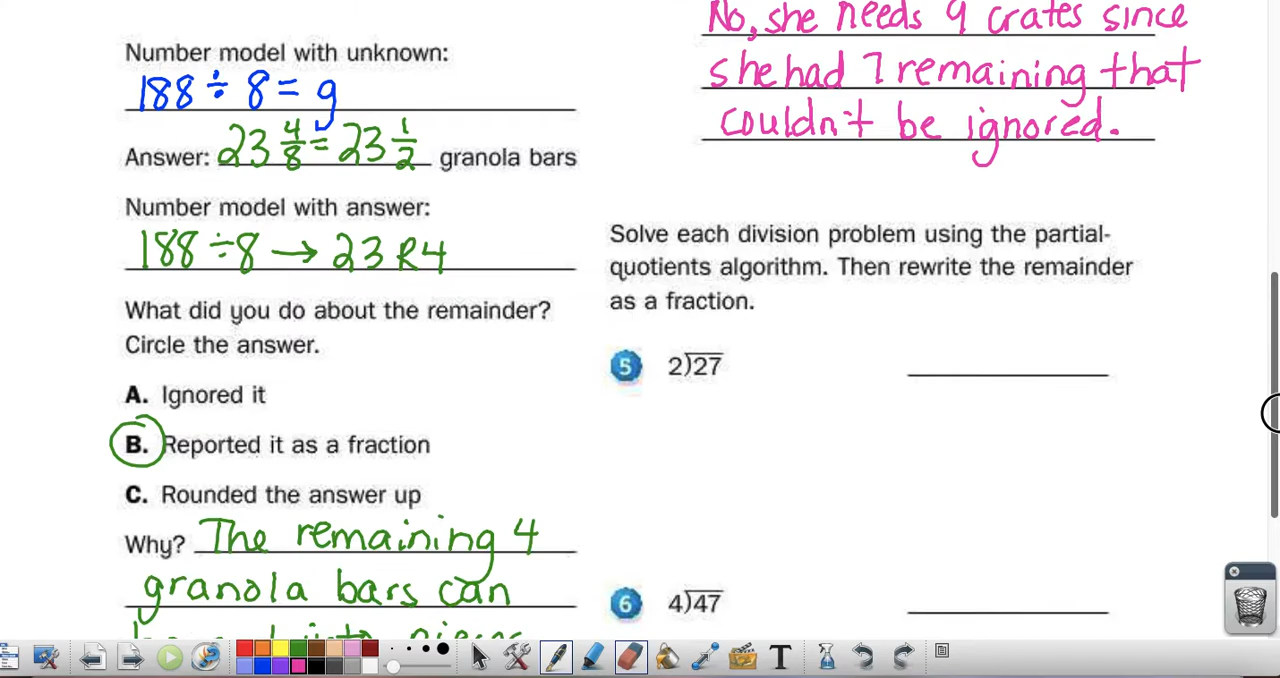 Number model with unknown:
188 ÷ 8 = g
Answer: 23 4/8 = 23 1/2 granola bars
Number model with answer:
188 ÷ 8 → 23 R4
What did you do about the remainder?
Circle the answer.
A. Ignored it
B. Reported it as a fraction
C. Rounded the answer up
Why? The remaining 4
granola bars can
into pieces
No, she needs 9 crates since
she had 7 remaining that
couldn't be ignored.
Solve each division problem using the partial-
quotients algorithm. Then rewrite the remainder
as a fraction.
5 2)27
6 4)47
T